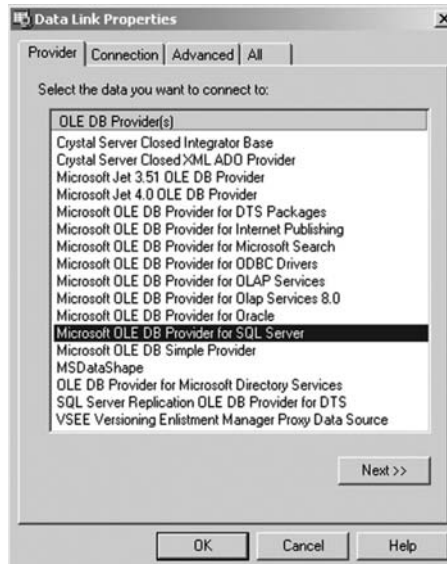 Data Link Properties
Provider Connection Advanced All
Select the data you want to connect to:
OLE DB Provider(s)
Crystal Server Closed Integrator Base
Crystal Server Closed XML ADO Provider
Microsoft Jet 3.51 OLE DB Provider
Microsoft Jet 4.0 OLE DB Provider
Microsoft OLE DB Provider for DTS Packages
Microsoft OLE DB Provider for Internet Publishing
Microsoft OLE DB Provider for Microsoft Search
Microsoft OLE DB Provider for ODBC Drivers
Microsoft OLE DB Provider for OLAP Services
Microsoft OLE DB Provider for Olap Services 8.0
Microsoft OLE DB Provider for Oracle
Microsoft OLE DB Provider for SQL Server
Microsoft OLE DB Simple Provider
MSDataShape
OLE DB Provider for Microsoft Directory Services
SQL Server Replication OLE DB Provider for DTS
VSEE Versioning Enlistment Manager Proxy Data Source
Next >>
OK Cancel Help